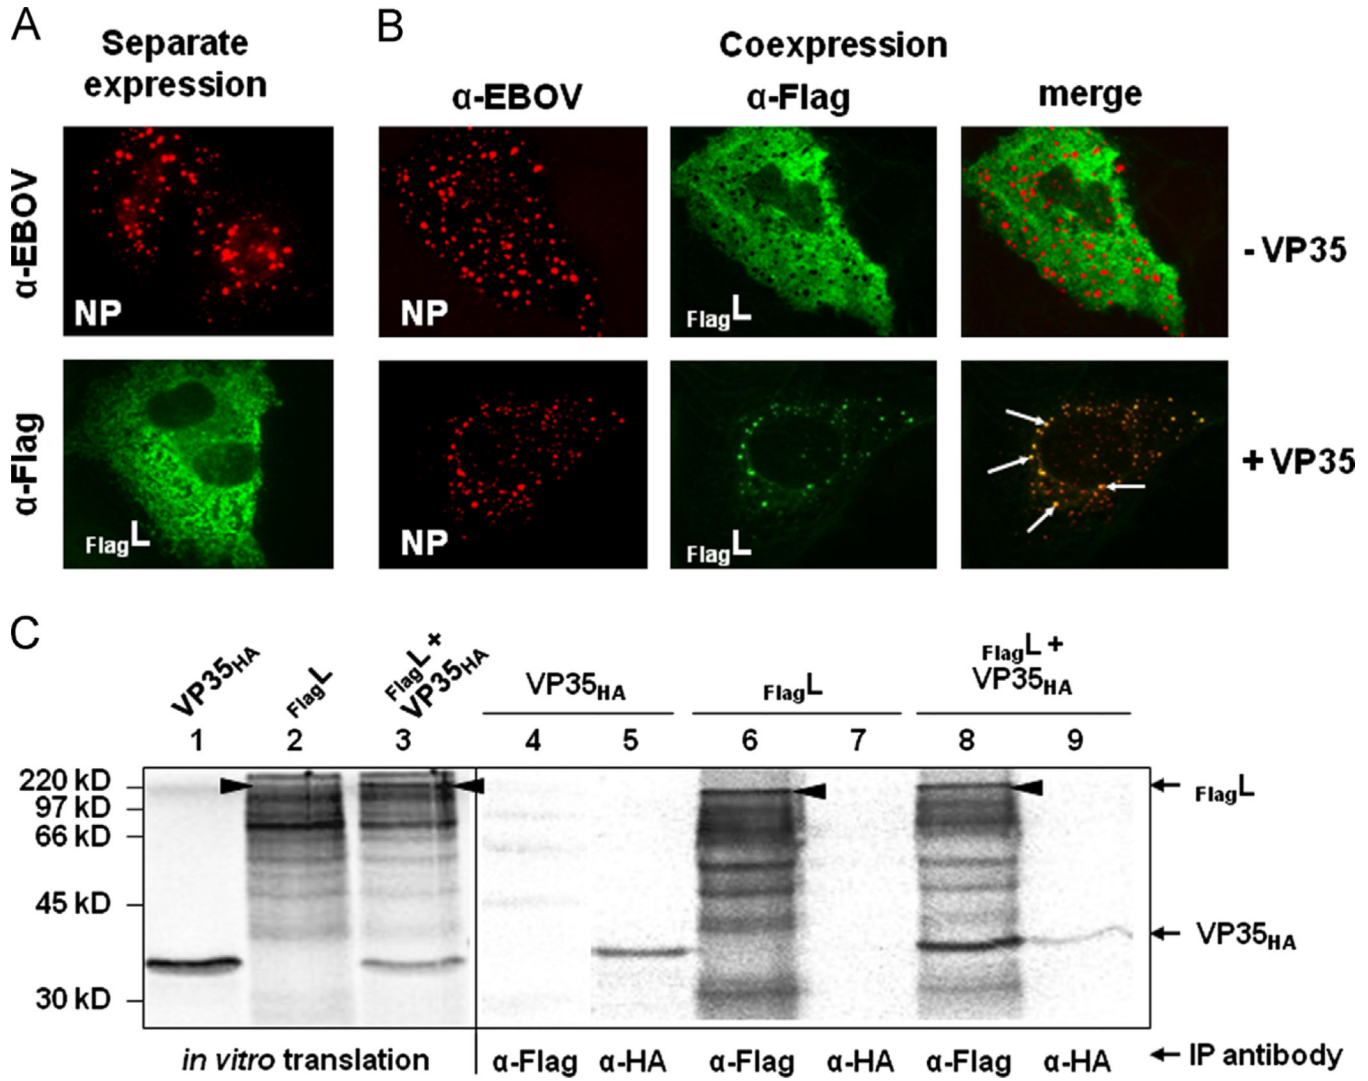 A
B
Separate
expression
Coexpression
α-EBOV
α-Flag
merge
α-EBOV
NP
NP
FlagL
- VP35
α-Flag
FlagL
NP
FlagL
+ VP35
C
VP35HA
FlagL
FlagL +
VP35HA
VP35HA
FlagL
FlagL +
VP35HA
1 2 3 4 5 6 7 8 9
220 kD
97 kD
66 kD
45 kD
30 kD
FlagL
VP35HA
in vitro translation
α-Flag α-HA α-Flag α-HA α-Flag α-HA
IP antibody